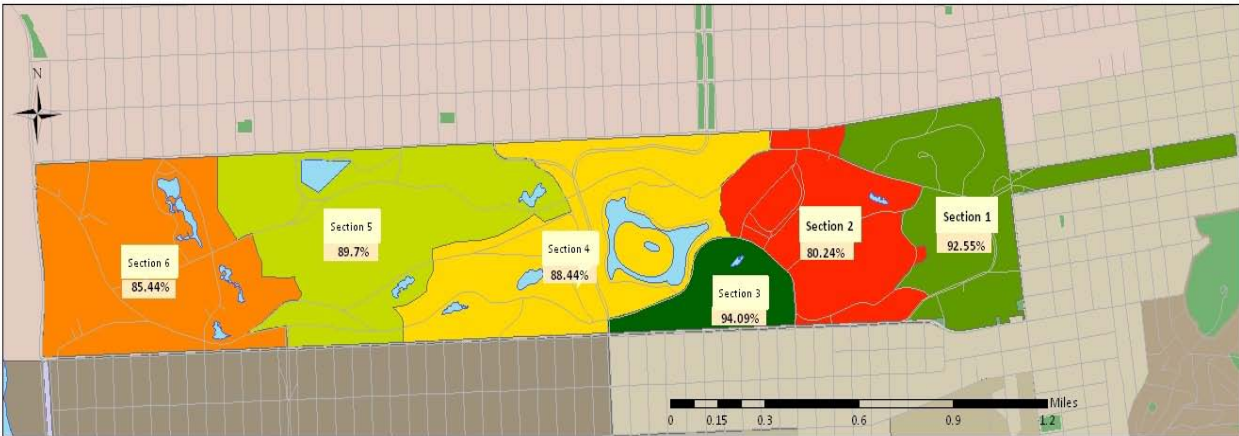 N
Section 1
92.55%
Section 2
80.24%
Section 5
89.7%
Section 4
88.44%
Section 6
85.44%
Section 3
94.09%
Miles
0 0.15 0.3 0.6 0.9 1.2